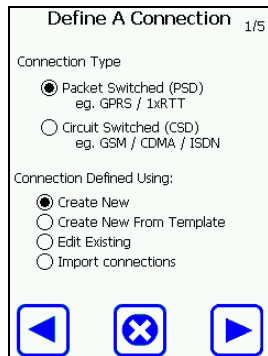 Define A Connection 1/5
Connection Type
Packet Switched (PSD)
eg. GPRS / 1xRTT
Circuit Switched (CSD)
eg. GSM / CDMA / ISDN
Connection Defined Using:
Create New
Create New From Template
Edit Existing
Import connections